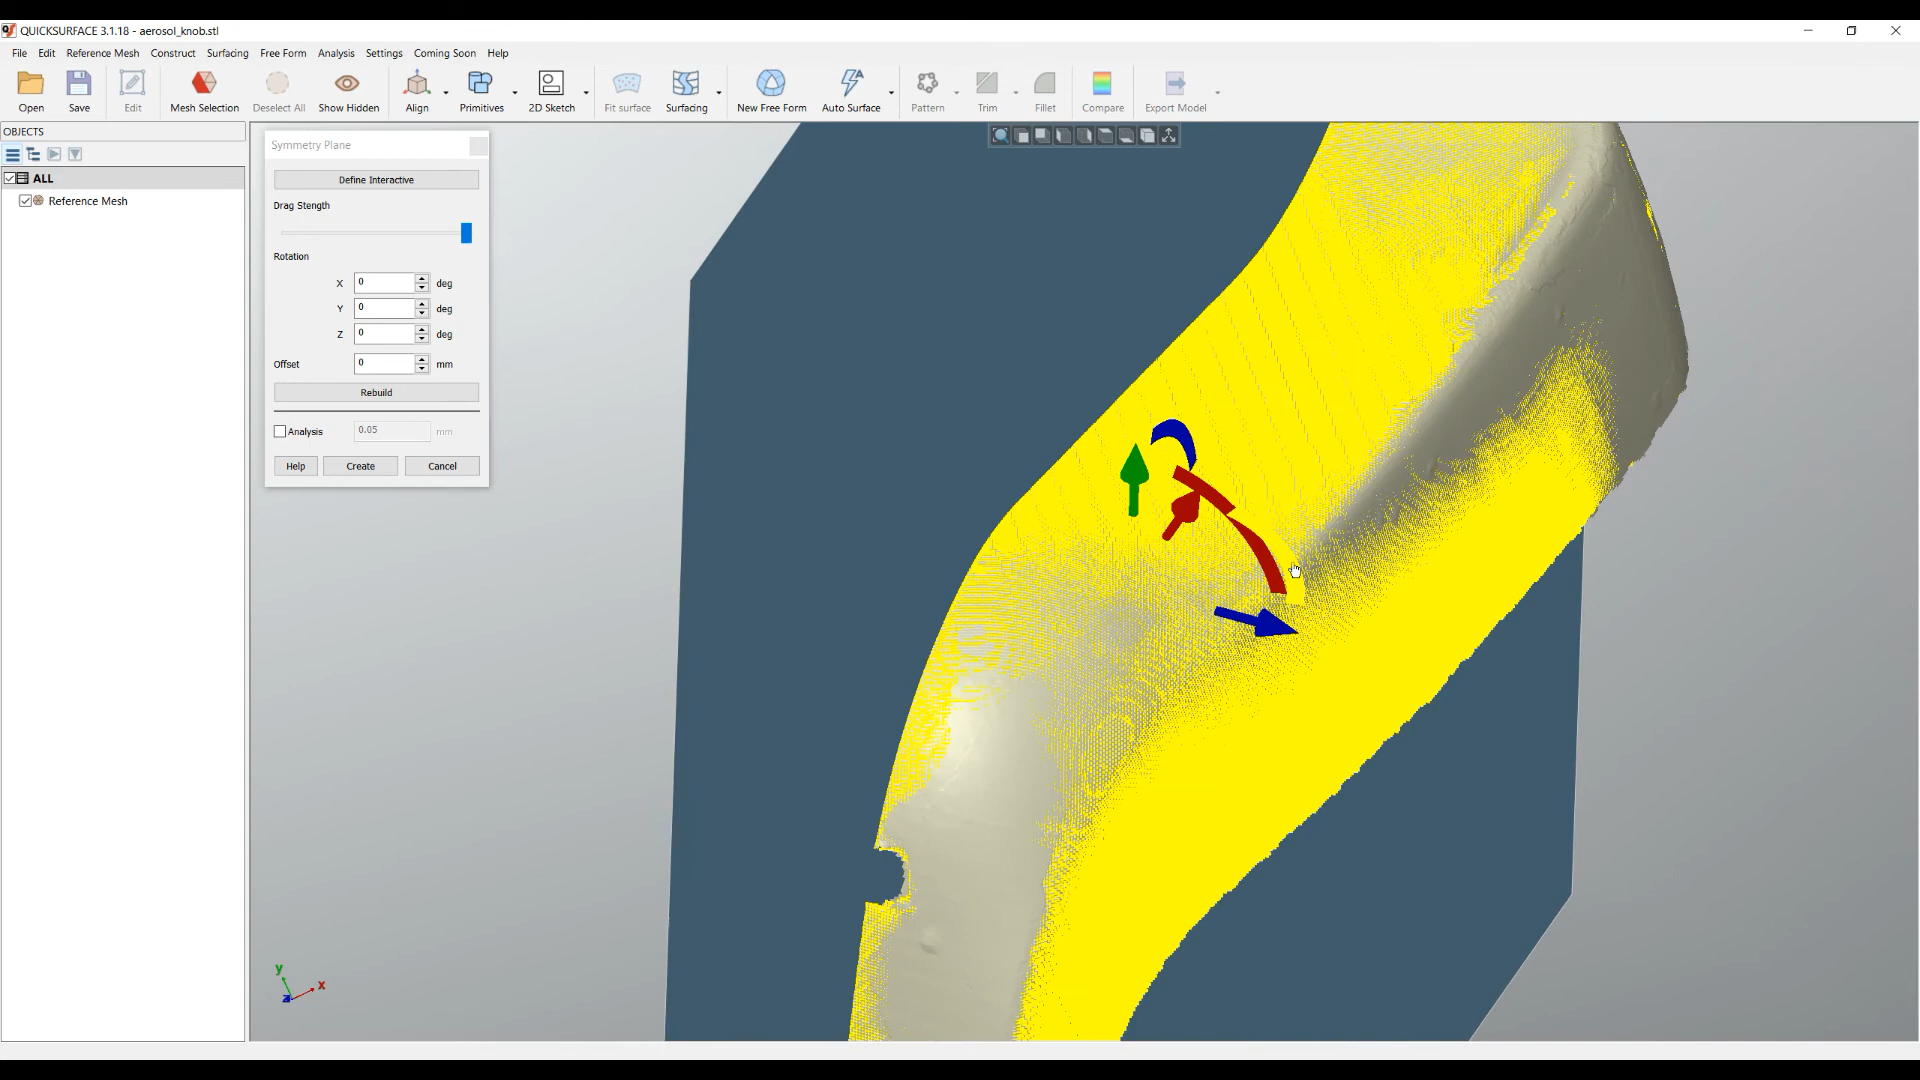 QUICKSURFACE 3.1.18 - aerosol_knob.stl
File Edit Reference Mesh Construct Surfacing Free Form Analysis Settings Coming Soon Help
Open Save Edit Mesh Selection Deselect All Show Hidden Align Primitives 2D Sketch Fit surface Surfacing New Free Form Auto Surface Pattern Trim Fillet Compare Export Model
OBJECTS
ALL
Reference Mesh
Symmetry Plane
Define Interactive
Drag Stength
Rotation
X 0 deg
Y 0 deg
Z 0 deg
Offset 0 mm
Rebuild
Analysis 0.05 mm
Help Create Cancel
y
x
z